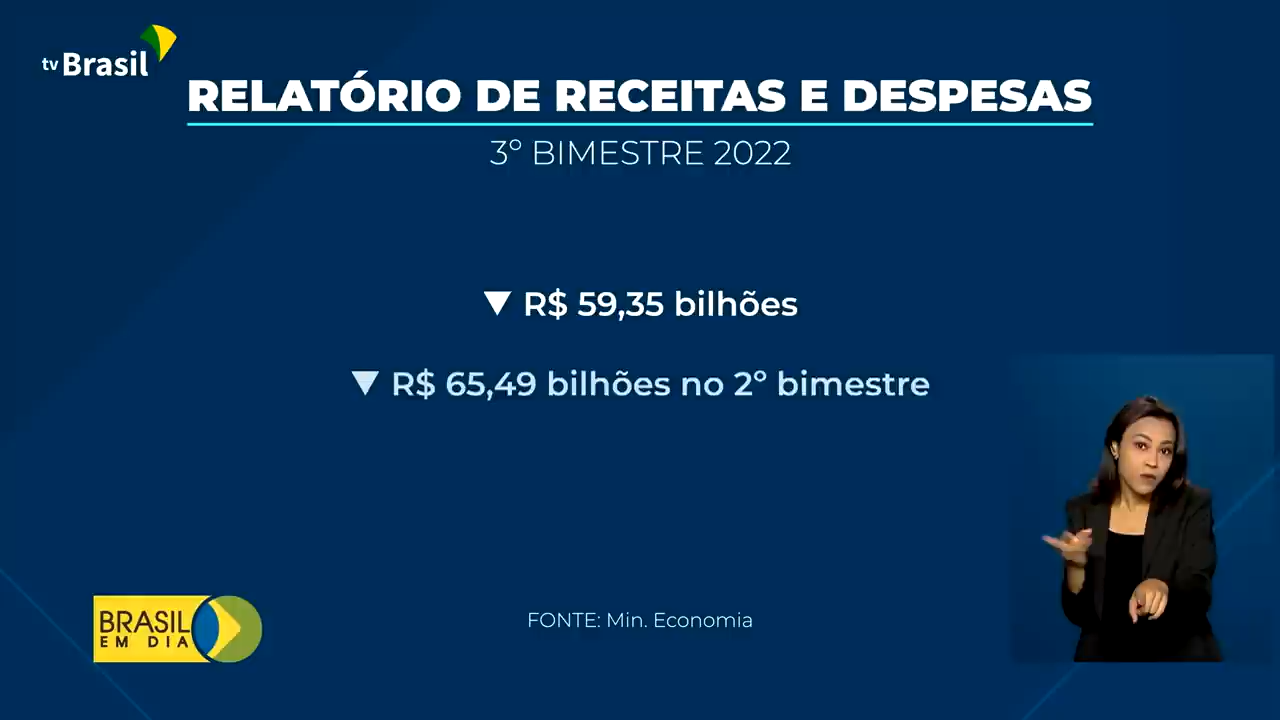 tv Brasil
RELATÓRIO DE RECEITAS E DESPESAS
3º BIMESTRE 2022
▼ R$ 59,35 bilhões
▼ R$ 65,49 bilhões no 2º bimestre
BRASIL
EM DIA
FONTE: Min. Economia